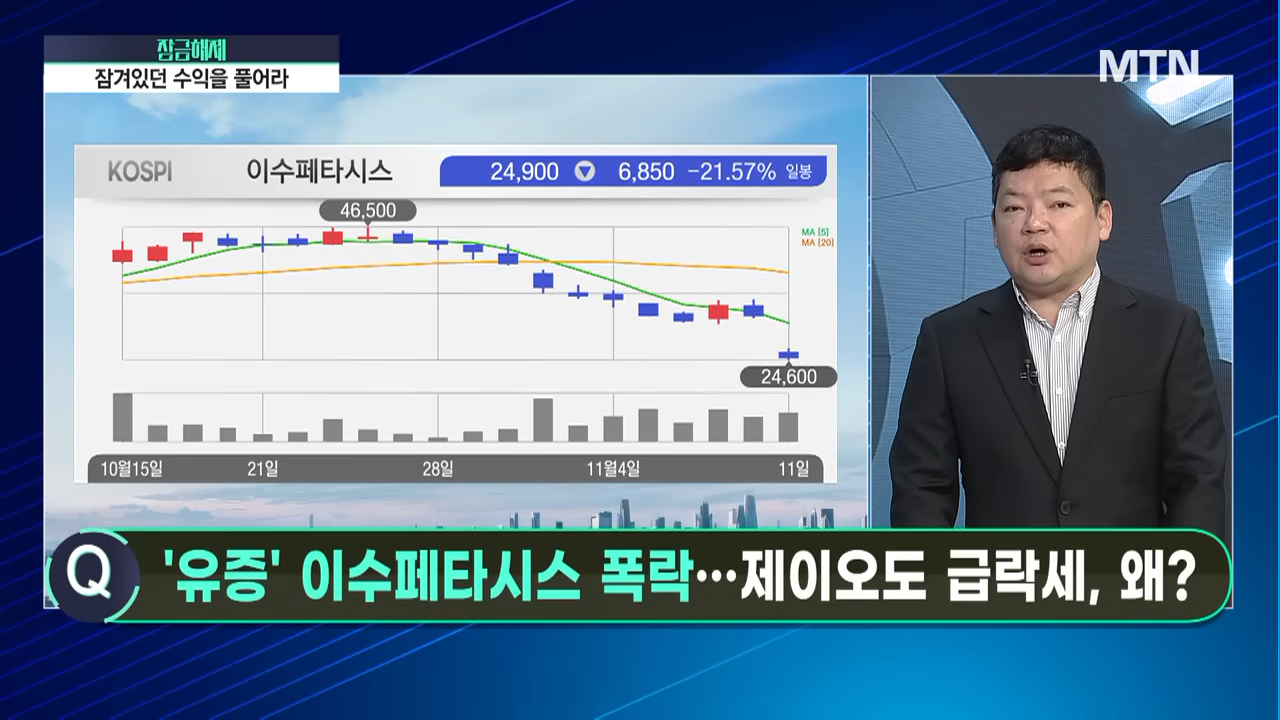 잠금해제
잠겨있던 수익을 풀어라
MTN
KOSPI 이수페타시스 24,900 ▼ 6,850 -21.57% 일봉
46,500
MA [5]
MA [20]
24,600
10월15일 21일 28일 11월4일 11일
Q '유증' 이수페타시스 폭락…제이오도 급락세, 왜?